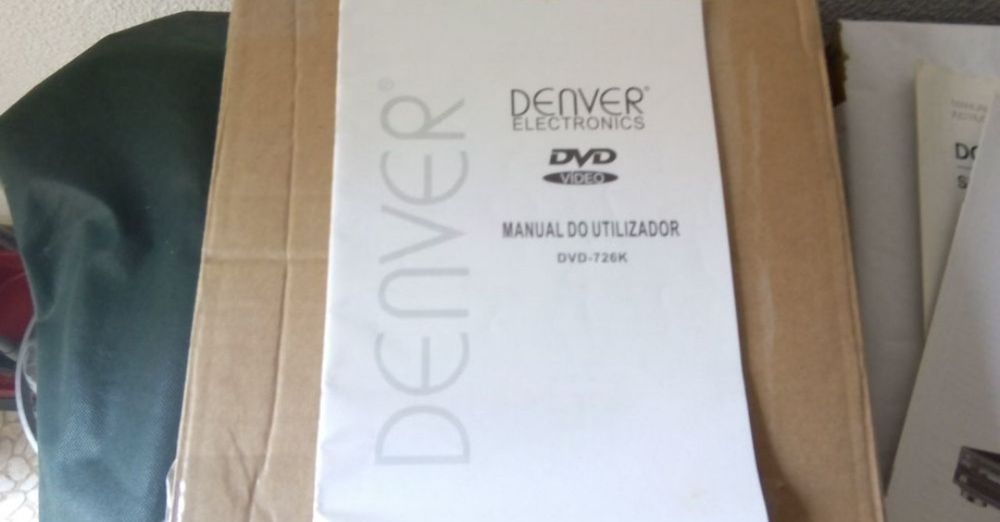 DENVER®
DENVER®
ELECTRONICS
DVD
VIDEO
MANUAL DO UTILIZADOR
DVD-726K